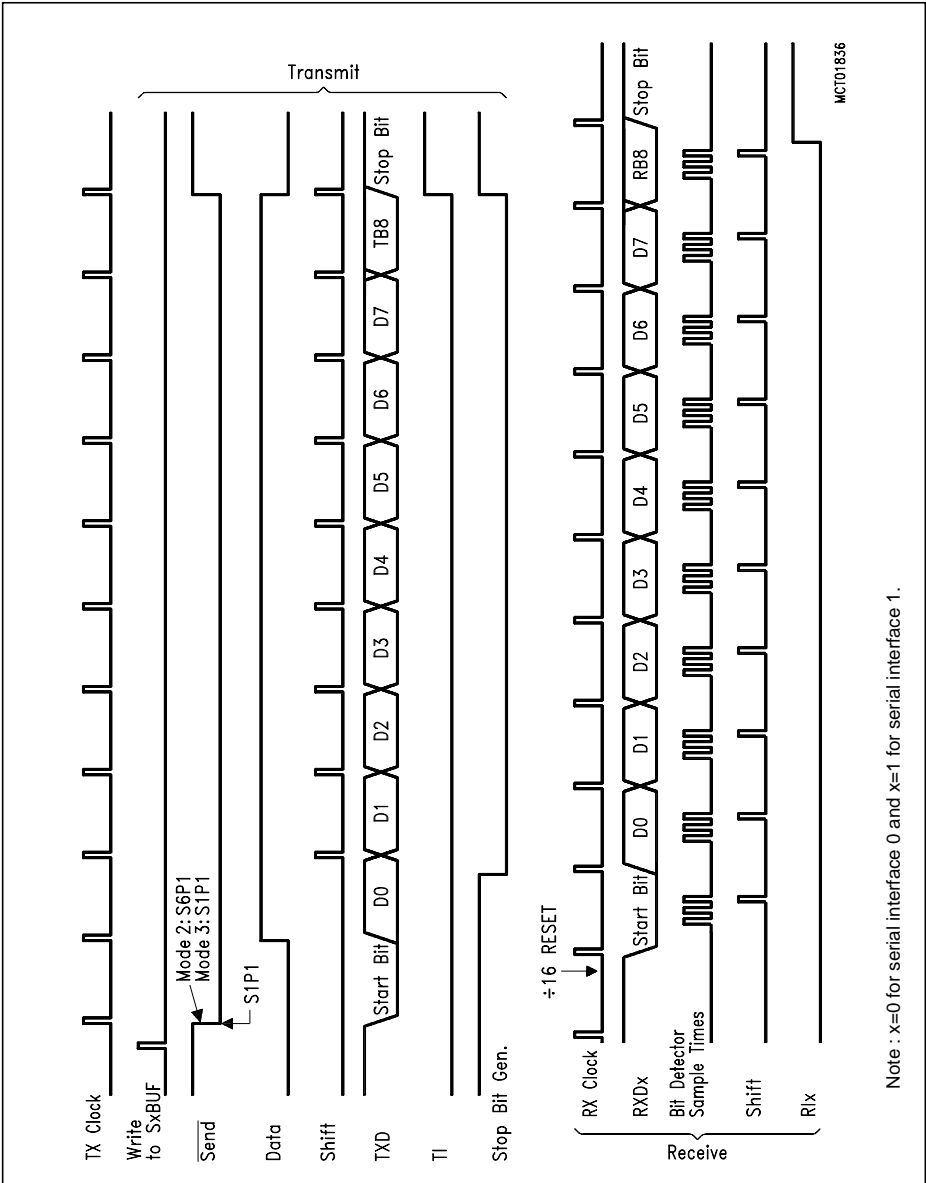 Transmit
TX Clock
Write
to SxBUF
Mode 2: S6P1
Mode 3: S1P1
Send
S1P1
Data
Shift
TXD
Start Bit D0 D1 D2 D3 D4 D5 D6 D7 TB8 Stop Bit
TI
Stop Bit Gen.
÷16 RESET
RX Clock
RXDx
Start Bit D0 D1 D2 D3 D4 D5 D6 D7 RB8 Stop Bit
Bit Detector
Sample Times
Shift
RIx
Receive
MCT01836
Note : x=0 for serial interface 0 and x=1 for serial interface 1.